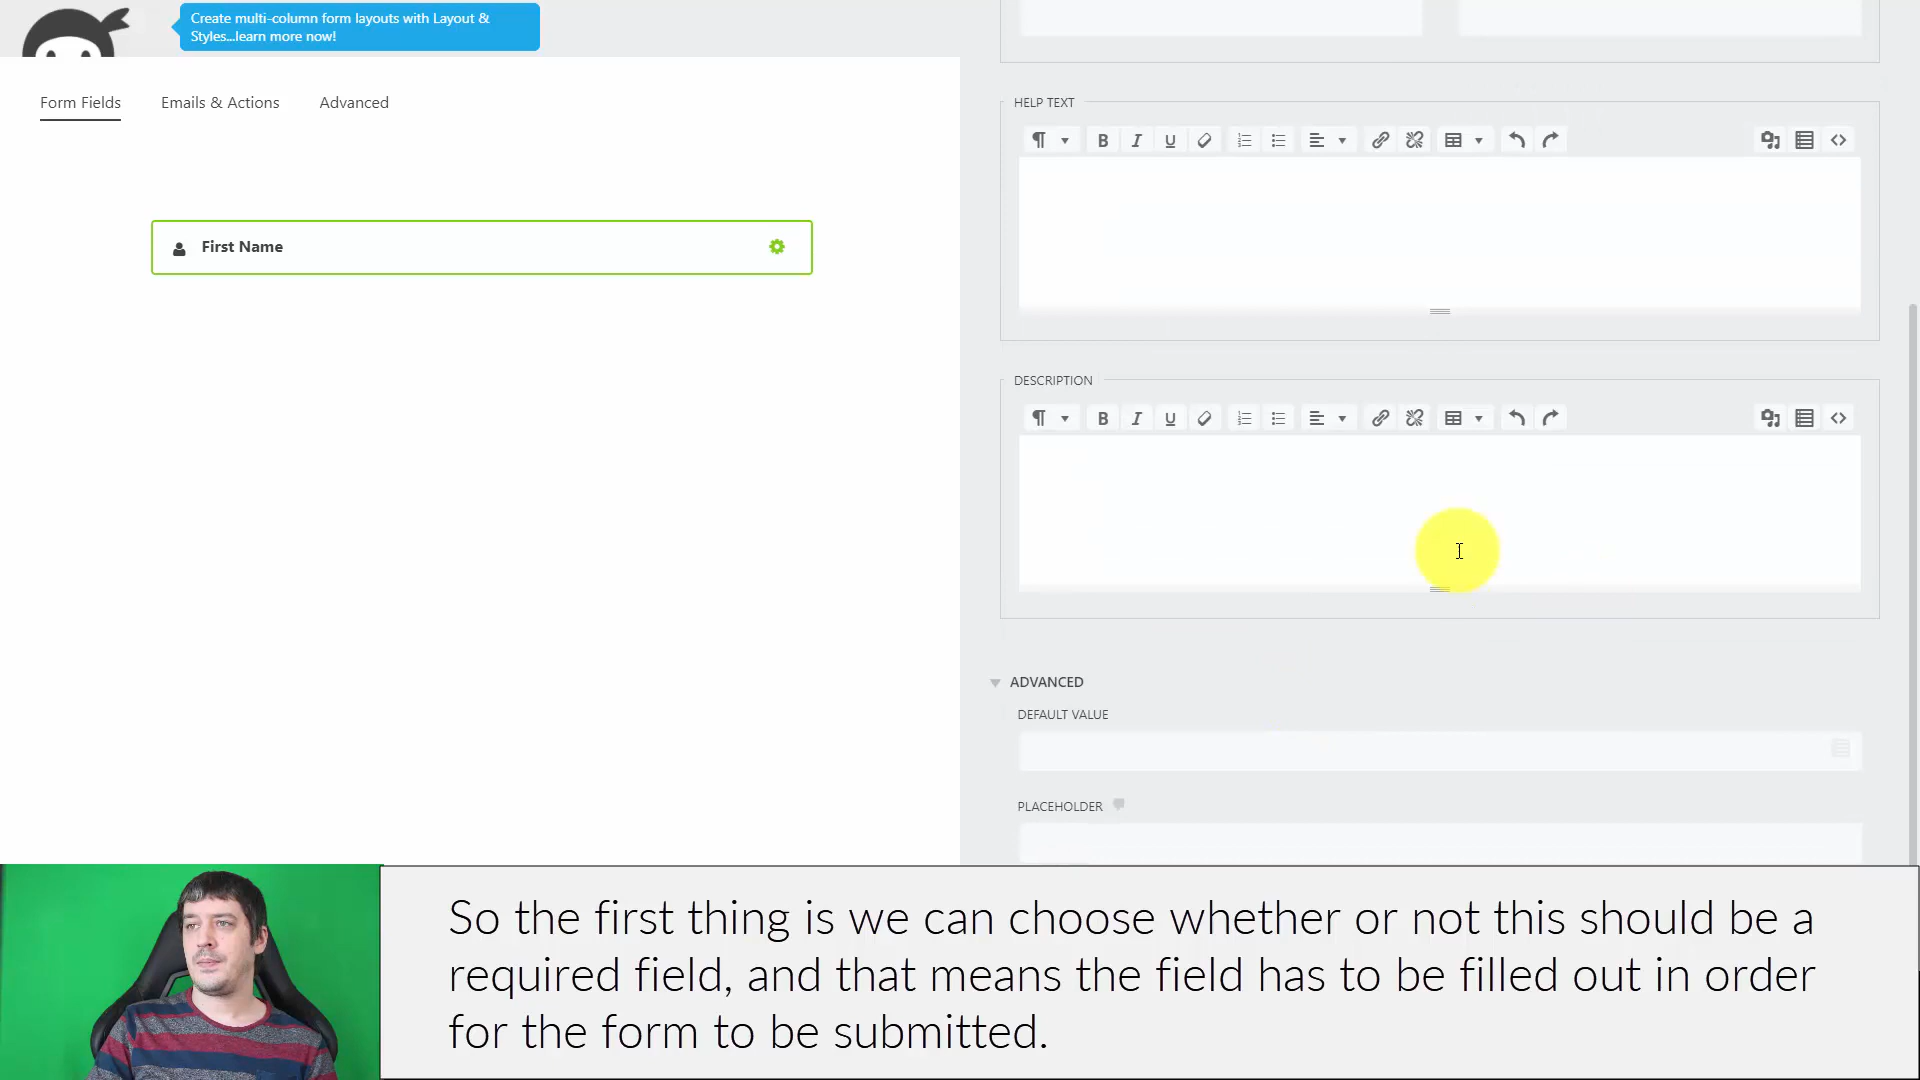 Create multi-column form layouts with Layout &
Styles...learn more now!
Form Fields
Emails & Actions
Advanced
First Name
HELP TEXT
DESCRIPTION
ADVANCED
DEFAULT VALUE
PLACEHOLDER
So the first thing is we can choose whether or not this should be a
required field, and that means the field has to be filled out in order
for the form to be submitted.